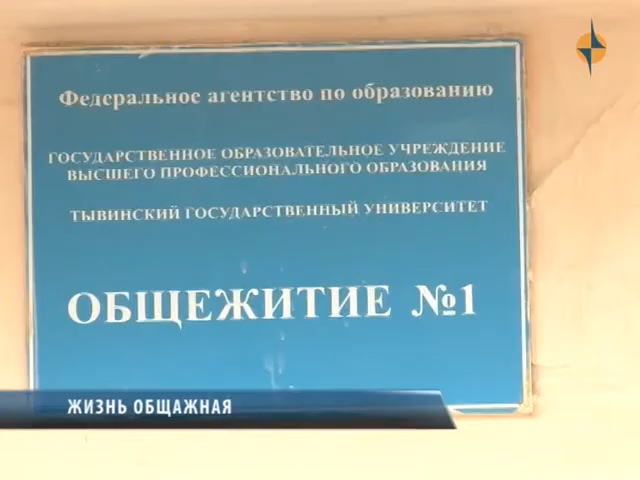 Федеральное агентство по образованию
ГОСУДАРСТВЕННОЕ ОБРАЗОВАТЕЛЬНОЕ УЧРЕЖДЕНИЕ
ВЫСШЕГО ПРОФЕССИОНАЛЬНОГО ОБРАЗОВАНИЯ
ТЫВИНСКИЙ ГОСУДАРСТВЕННЫЙ УНИВЕРСИТЕТ
ОБЩЕЖИТИЕ №1
ЖИЗНЬ ОБЩАЖНАЯ